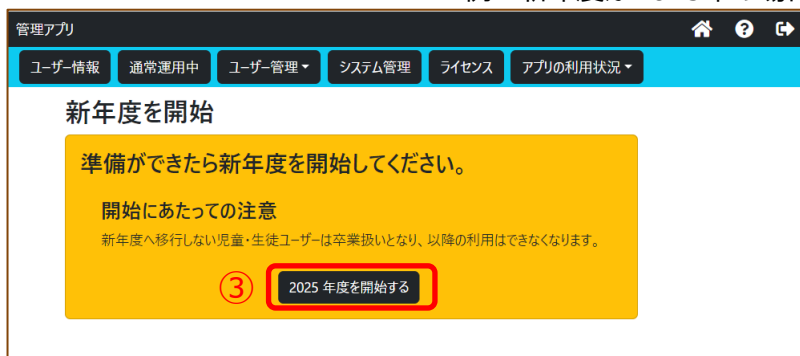 管理アプリ
ユーザー情報 通常運用中 ユーザー管理 システム管理 ライセンス アプリの利用状況
新年度を開始
準備ができたら新年度を開始してください。
開始にあたっての注意
新年度へ移行しない児童・生徒ユーザーは卒業扱いとなり、以降の利用はできなくなります。
③ 2025 年度を開始する